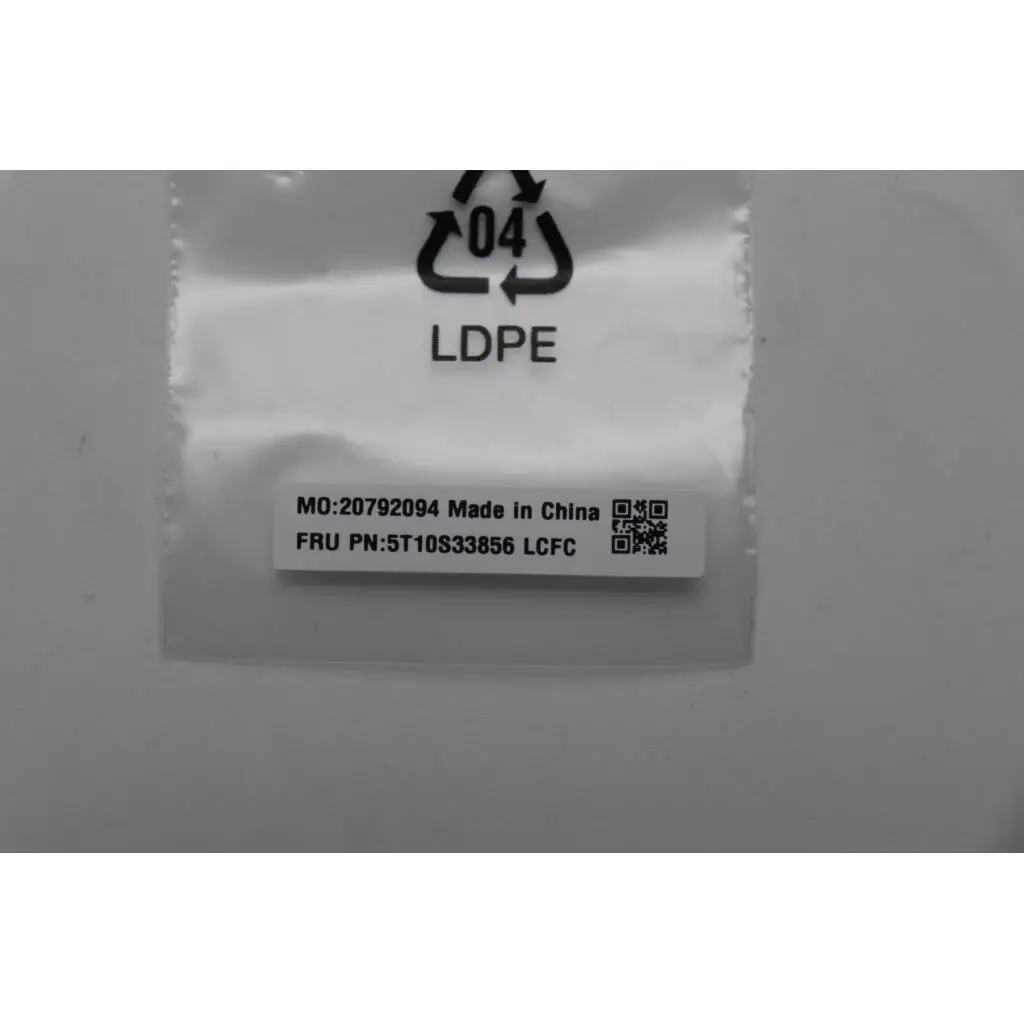 04
LDPE
MO:20792094 Made in China
FRU PN:5T10S33856 LCFC